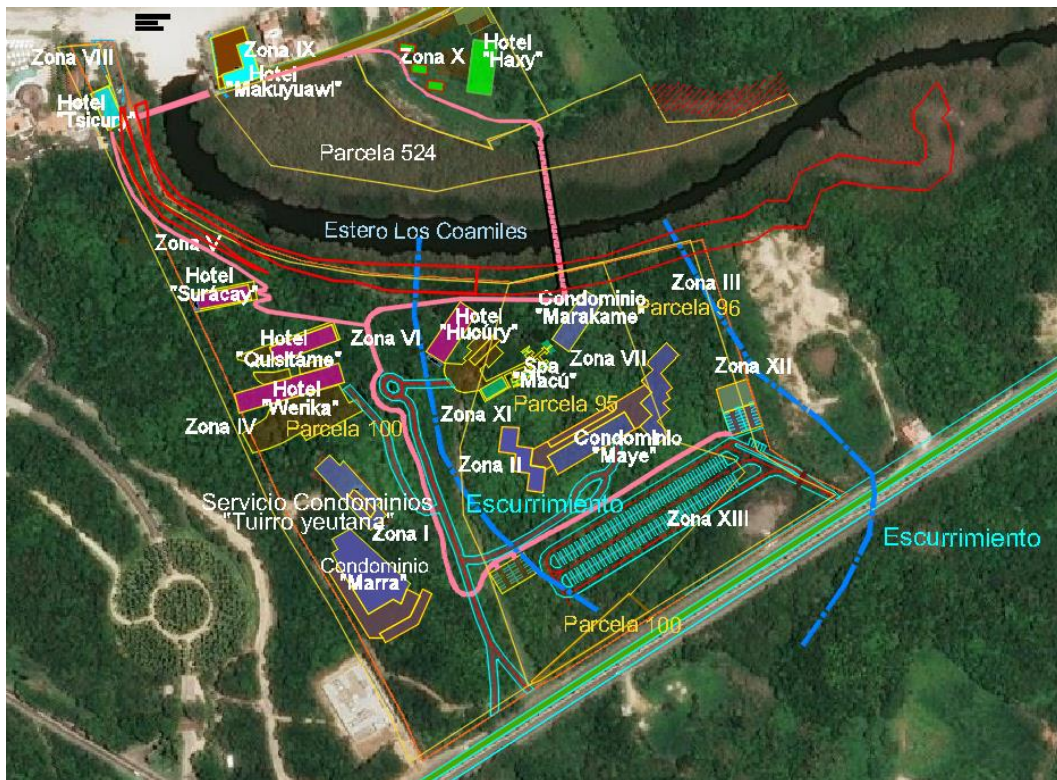 Zona VIII
Zona IX
Zona X
Hotel
"Haxy"
Hotel
"Makuyuawi"
Hotel
"Tsicury"
Parcela 524
Estero Los Coamiles
Zona V
Hotel
"Surácay"
Zona III
Parcela 96
Condominio
"Marakame"
Hotel
"Hucúry"
Zona VI
Hotel
"Quisitáme"
Zona VII
Zona XII
Spa
"Macú"
Hotel
"Werika"
Parcela 95
Zona XI
Zona IV
Parcela 100
Condominio
"Maye"
Zona II
Servicio Condominios
"Tuirro yeutana"
Escurrimiento
Zona XIII
Zona I
Escurrimiento
Condominio
"Marra"
Parcela 100